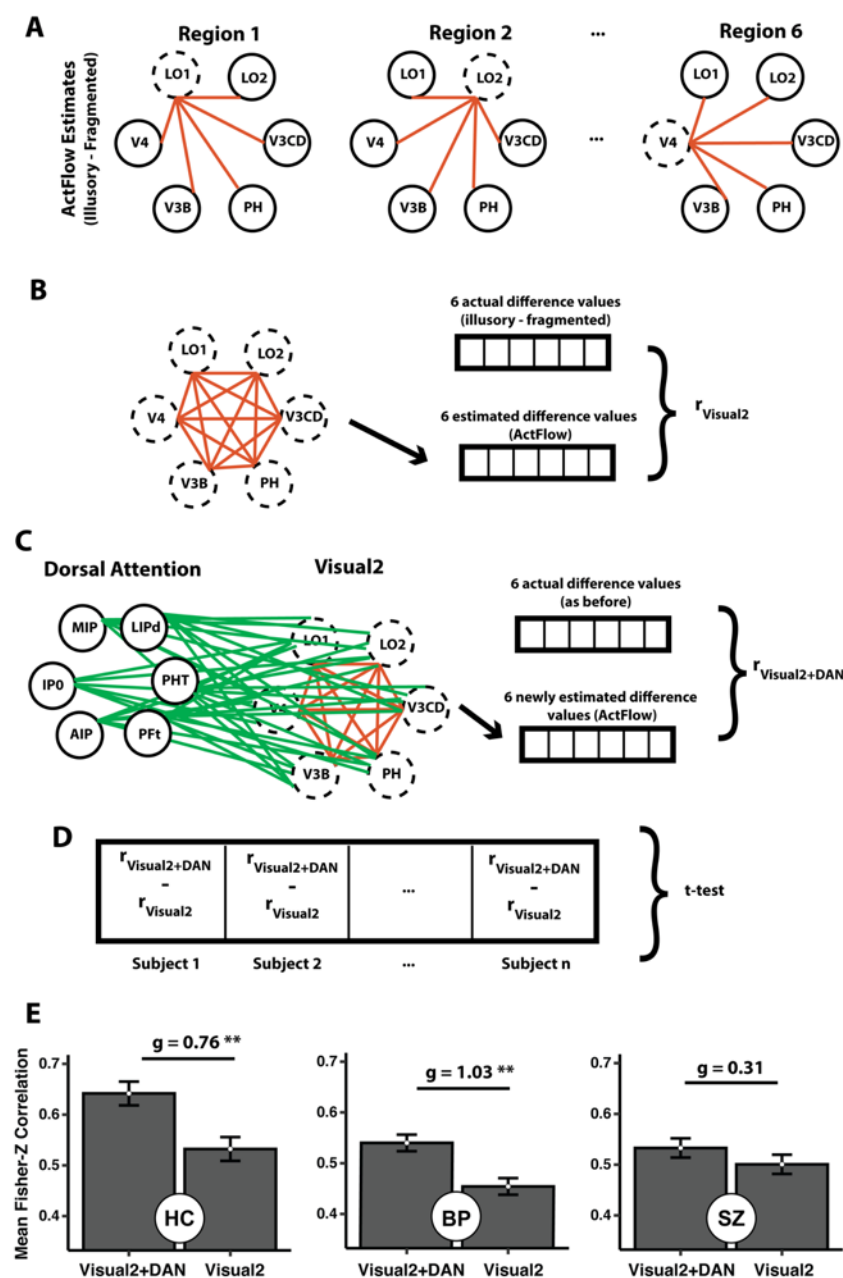 A
Region 1
Region 2
...
Region 6
ActFlow Estimates
(Illusory - Fragmented)
LO1
LO2
V4
V3CD
V3B
PH
LO1
LO2
V4
V3CD
V3B
PH
...
LO1
LO2
V4
V3CD
V3B
PH
B
LO1
LO2
V4
V3CD
V3B
PH
6 actual difference values
(illusory - fragmented)
6 estimated difference values
(ActFlow)
rVisual2
C
Dorsal Attention
Visual2
MIP
LIPd
IP0
PHT
AIP
PFt
LO1
LO2
V4
V3CD
V3B
PH
6 actual difference values
(as before)
6 newly estimated difference
values (ActFlow)
rVisual2+DAN
D
rVisual2+DAN
-
rVisual2
rVisual2+DAN
-
rVisual2
...
rVisual2+DAN
-
rVisual2
Subject 1
Subject 2
...
Subject n
t-test
E
Mean Fisher-Z Correlation
0.7
0.6
0.5
0.4
g = 0.76 **
HC
Visual2+DAN
Visual2
0.7
0.6
0.5
0.4
g = 1.03 **
BP
Visual2+DAN
Visual2
0.7
0.6
0.5
0.4
g = 0.31
SZ
Visual2+DAN
Visual2